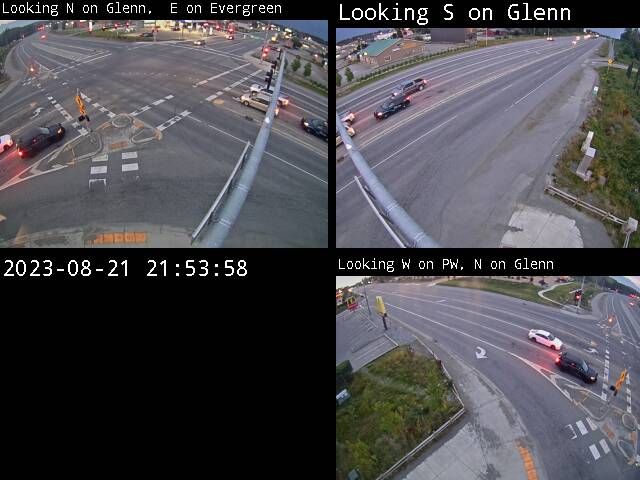 Looking N on Glenn,  E on Evergreen
Looking S on Glenn
2023-08-21 21:53:58
Looking W on PW, N on Glenn